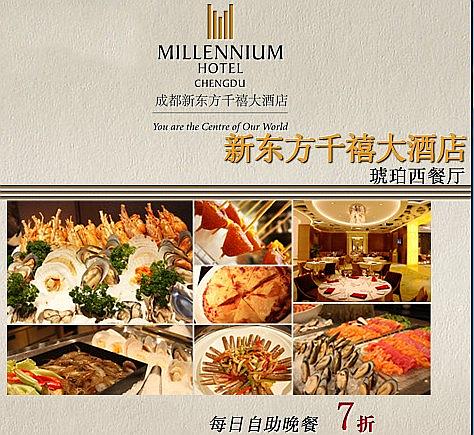 MILLENNIUM
HOTEL
CHENGDU
成都新东方千禧大酒店
You are the Centre of Our World
新东方千禧大酒店
琥珀西餐厅
每日自助晚餐 7折